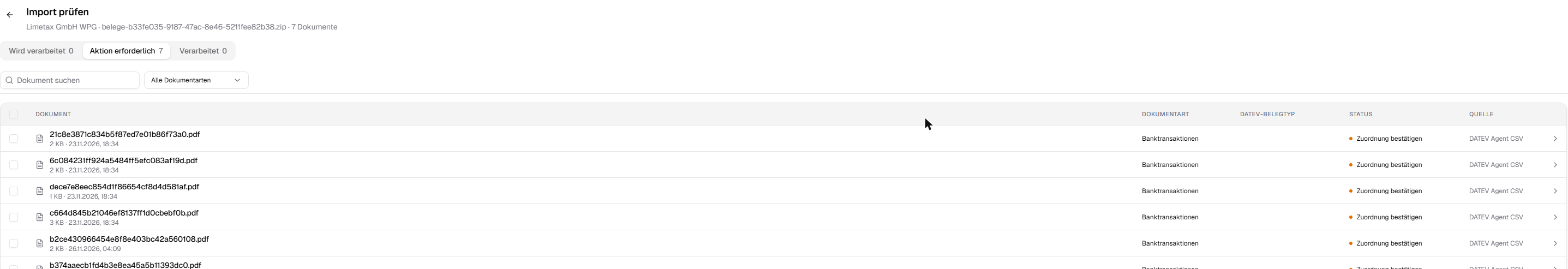 Import prüfen
Limetax GmbH WPG · belege-b33fe035-9187-47ac-8e46-5211fee82b38.zip · 7 Dokumente
Wird verarbeitet 0 Aktion erforderlich 7 Verarbeitet 0
Dokument suchen Alle Dokumentarten
DOKUMENT DOKUMENTART DATEV-BELEGTYP STATUS QUELLE
21c8e3871c834b5f87ed7e01b86f73a0.pdf
2 KB · 23.11.2026, 18:34 Banktransaktionen Zuordnung bestätigen DATEV Agent CSV
6c084231ff924a5484ff5efc083af19d.pdf
2 KB · 23.11.2026, 18:34 Banktransaktionen Zuordnung bestätigen DATEV Agent CSV
dece7e8eec854d1f86654cf8d4d581af.pdf
1 KB · 23.11.2026, 18:34 Banktransaktionen Zuordnung bestätigen DATEV Agent CSV
c664d845b21046ef8137ff1d0cbebf0b.pdf
3 KB · 23.11.2026, 18:34 Banktransaktionen Zuordnung bestätigen DATEV Agent CSV
b2ce430966454e8f8e403bc42a560108.pdf
2 KB · 26.11.2026, 04:09 Banktransaktionen Zuordnung bestätigen DATEV Agent CSV
b374aaecb1fd4b3e8ea45a5b11393dc0.pdf